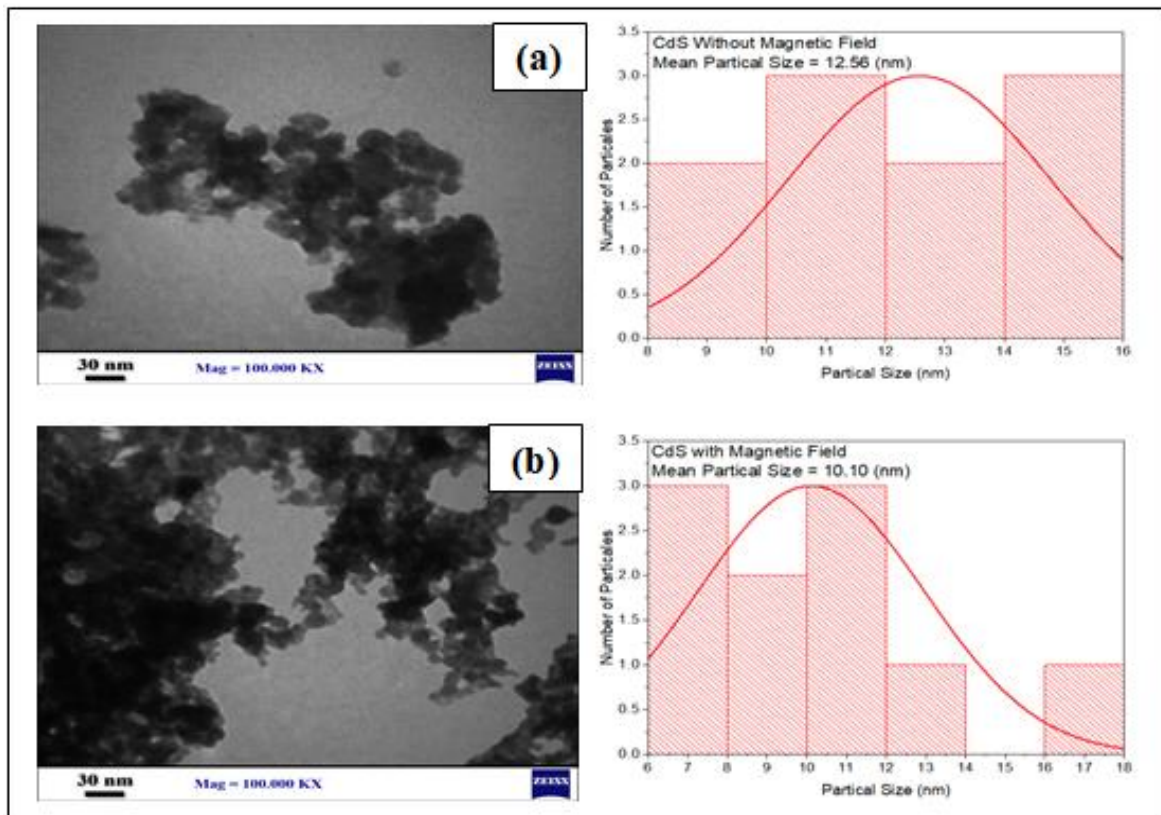 (a)
30 nm
Mag = 100.000 KX
ZEISS
CdS Without Magnetic Field
Mean Partical Size = 12.56 (nm)
Number of Particales
3.5
3.0
2.5
2.0
1.5
1.0
0.5
0.0
8 9 10 11 12 13 14 15 16
Partical Size (nm)
(b)
30 nm
Mag = 100.000 KX
ZEISS
CdS with Magnetic Field
Mean Partical Size = 10.10 (nm)
Number of Particales
3.5
3.0
2.5
2.0
1.5
1.0
0.5
0.0
6 7 8 9 10 11 12 13 14 15 16 17 18
Partical Size (nm)